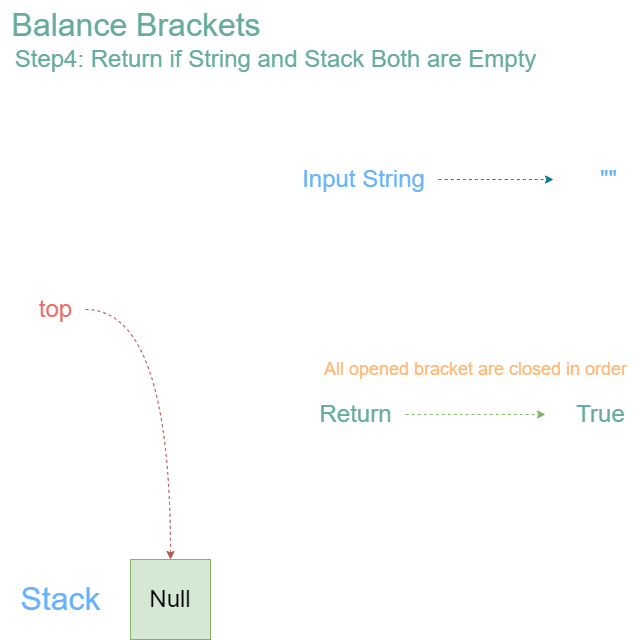 Balance Brackets
Step4: Return if String and Stack Both are Empty
Input String
""
top
All opened bracket are closed in order
Return
True
Stack
Null